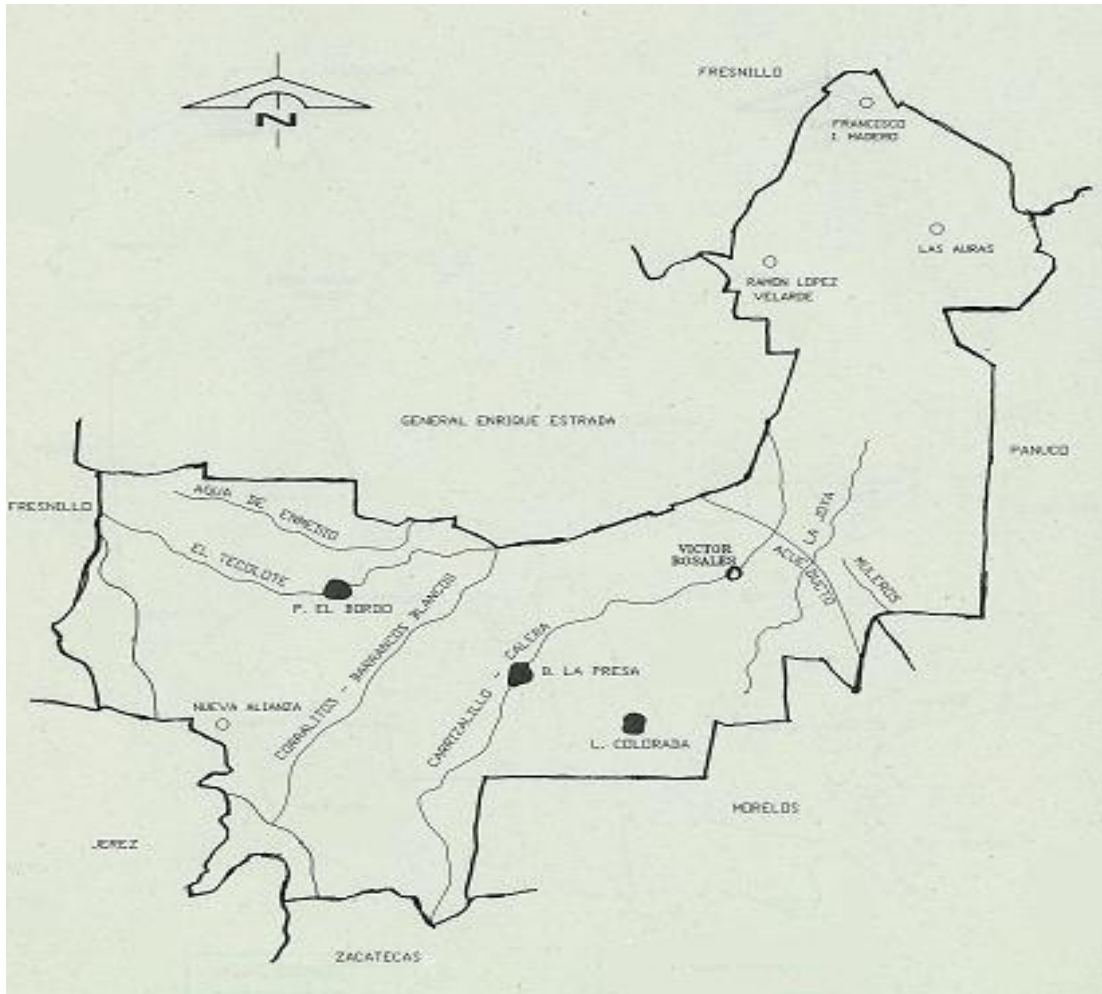 FRESNILLO
N
FRANCISCO
I. MADERO
LAS AURAS
RAMON LOPEZ
VELARDE
GENERAL ENRIQUE ESTRADA
PANUCO
FRESNILLO
AGUA DE ENMEDIO
LA JOYA
EL TECOLOTE
VICTOR
ROSALES
ACUEDUCTO
MULEROS
P. EL BORDO
CORRALITOS - BARRANCOS BLANCOS
CARRIZALILLO - CALERA
B. LA PRESA
NUEVA ALIANZA
L. COLORADA
MORELOS
JEREZ
ZACATECAS